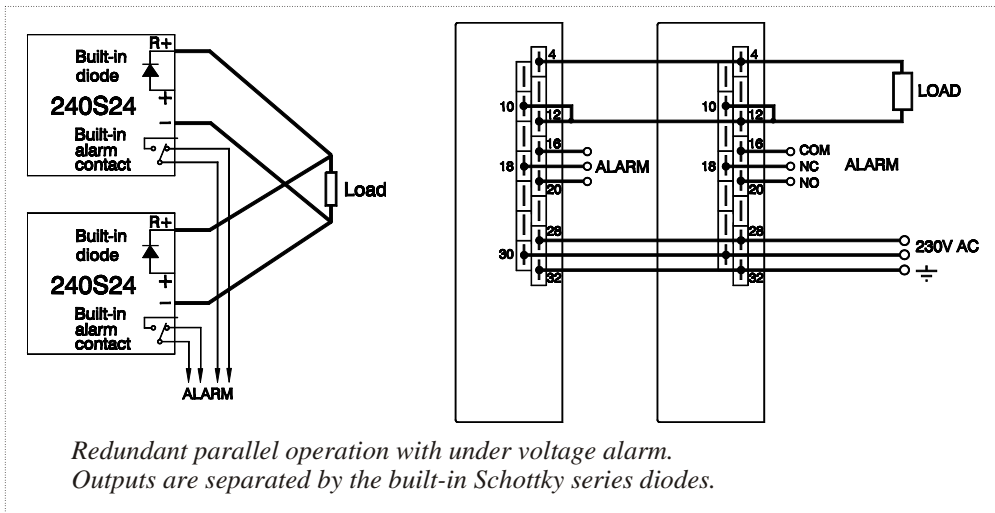 R+
Built-in
diode
+
240S24
−
Built-in
alarm
contact
R+
Built-in
diode
+
240S24
−
Built-in
alarm
contact
Load
ALARM
4
10
12
16
18
ALARM
20
28
30
32
4
10
12
16
18
20
28
32
COM
NC
NO
ALARM
LOAD
230V AC
Redundant parallel operation with under voltage alarm.
Outputs are separated by the built-in Schottky series diodes.